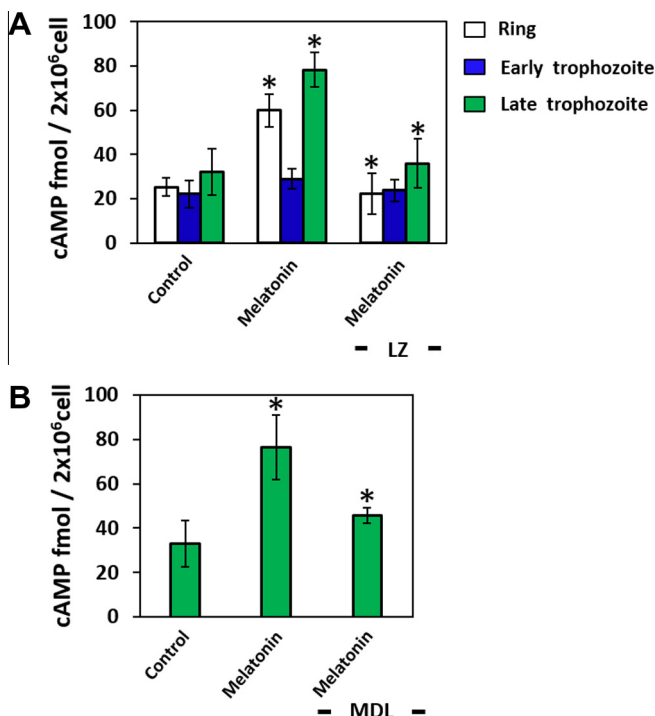 A
cAMP fmol / 2x10⁶cell
100
80
60
40
20
0
*
*
*
*
Ring
Early trophozoite
Late trophozoite
Control
Melatonin
Melatonin
- LZ -
B
cAMP fmol / 2x10⁶cell
100
80
60
40
20
0
*
*
Control
Melatonin
Melatonin
- MDL -